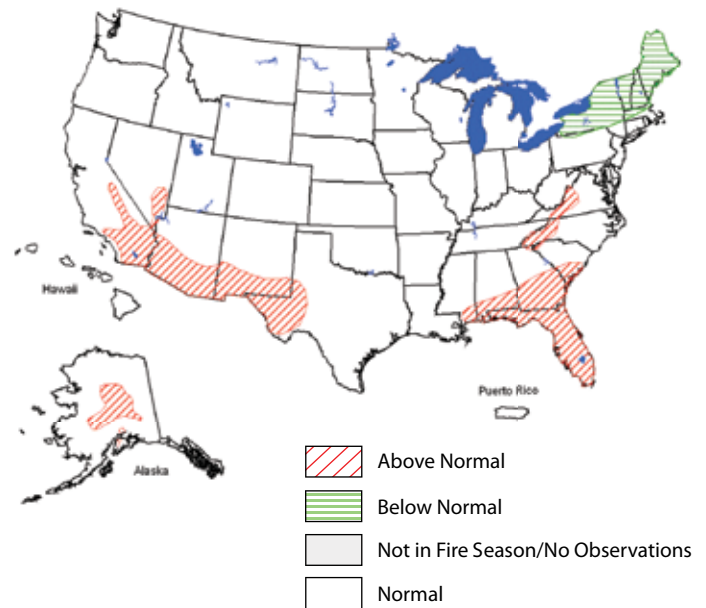 Hawaii
Puerto Rico
Alaska
Above Normal
Below Normal
Not in Fire Season/No Observations
Normal